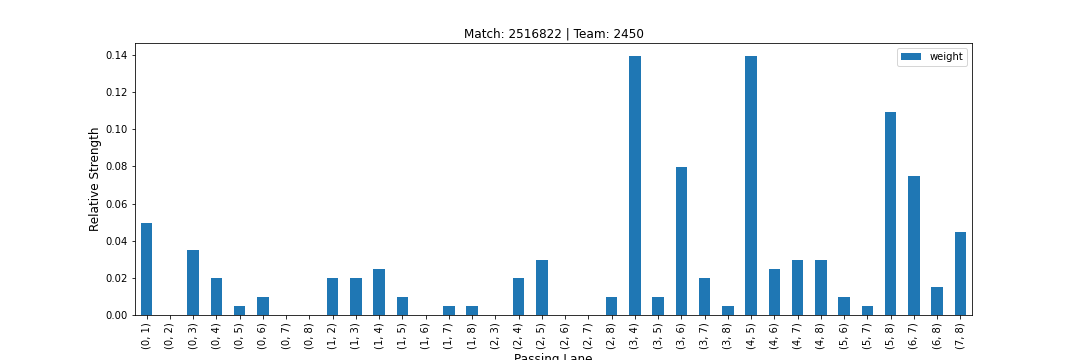 Match: 2516822 | Team: 2450
weight
Relative Strength
0.14
0.12
0.10
0.08
0.06
0.04
0.02
0.00
(0, 1) (0, 2) (0, 3) (0, 4) (0, 5) (0, 6) (0, 7) (0, 8) (1, 2) (1, 3) (1, 4) (1, 5) (1, 6) (1, 7) (1, 8) (2, 3) (2, 4) (2, 5) (2, 6) (2, 7) (2, 8) (3, 4) (3, 5) (3, 6) (3, 7) (3, 8) (4, 5) (4, 6) (4, 7) (4, 8) (5, 6) (5, 7) (5, 8) (6, 7) (6, 8) (7, 8)
Passing Lane